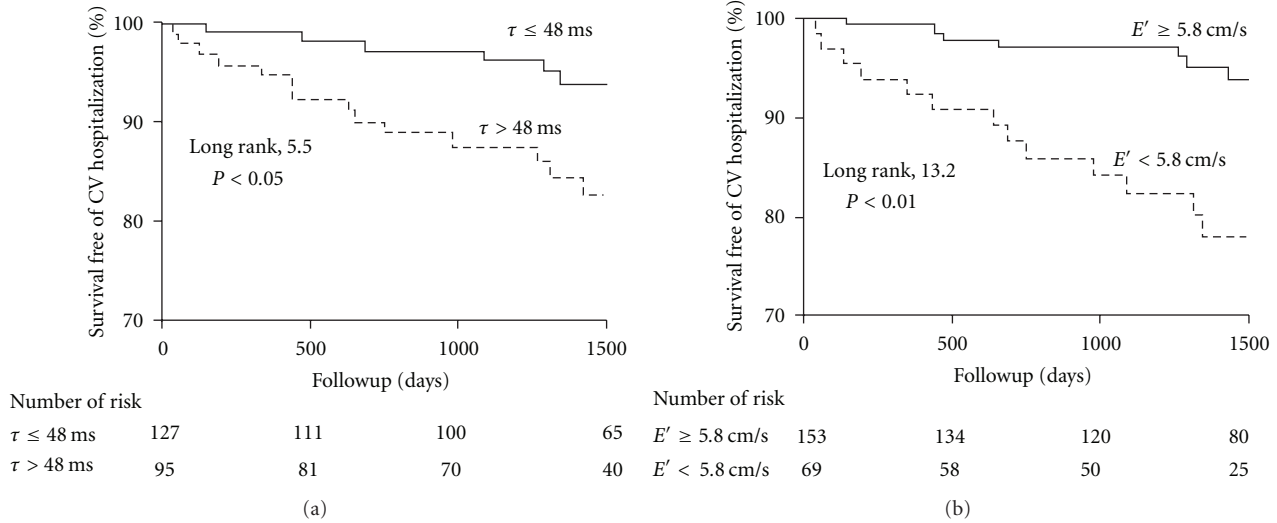 100
90
80
70
Survival free of CV hospitalization (%)
τ ≤ 48 ms
τ > 48 ms
Long rank, 5.5
P < 0.05
0 500 1000 1500
Followup (days)
Number of risk
τ ≤ 48 ms 127 111 100 65
τ > 48 ms 95 81 70 40
(a)
100
90
80
70
Survival free of CV hospitalization (%)
E′ ≥ 5.8 cm/s
E′ < 5.8 cm/s
Long rank, 13.2
P < 0.01
0 500 1000 1500
Followup (days)
Number of risk
E′ ≥ 5.8 cm/s 153 134 120 80
E′ < 5.8 cm/s 69 58 50 25
(b)